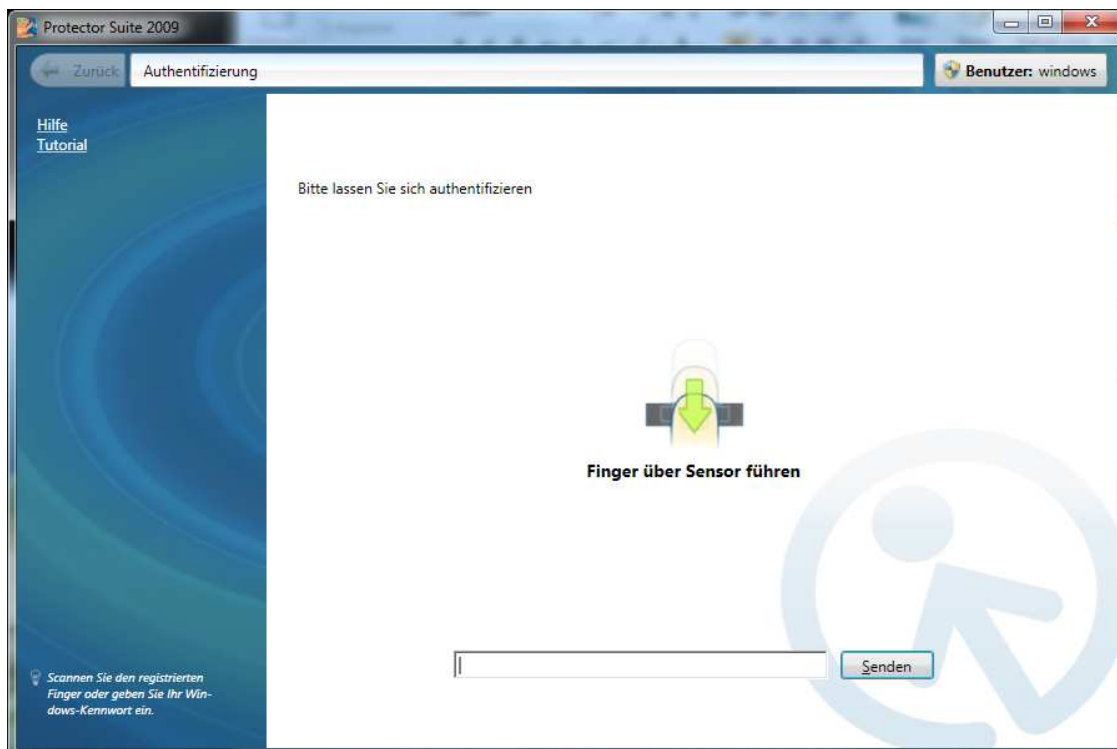 Protector Suite 2009
Zurück
Authentifizierung
Benutzer: windows
Hilfe
Tutorial
Bitte lassen Sie sich authentifizieren
Finger über Sensor führen
Senden
Scannen Sie den registrierten
Finger oder geben Sie Ihr Win-
dows-Kennwort ein.